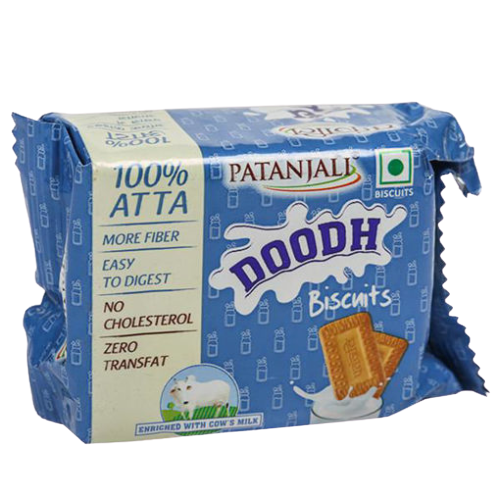 100%
ATTA
MORE FIBER
EASY
TO DIGEST
NO
CHOLESTEROL
ZERO
TRANSFAT
PATANJALI
BISCUITS
DOODH
Biscuits
ENRICHED WITH COW'S MILK